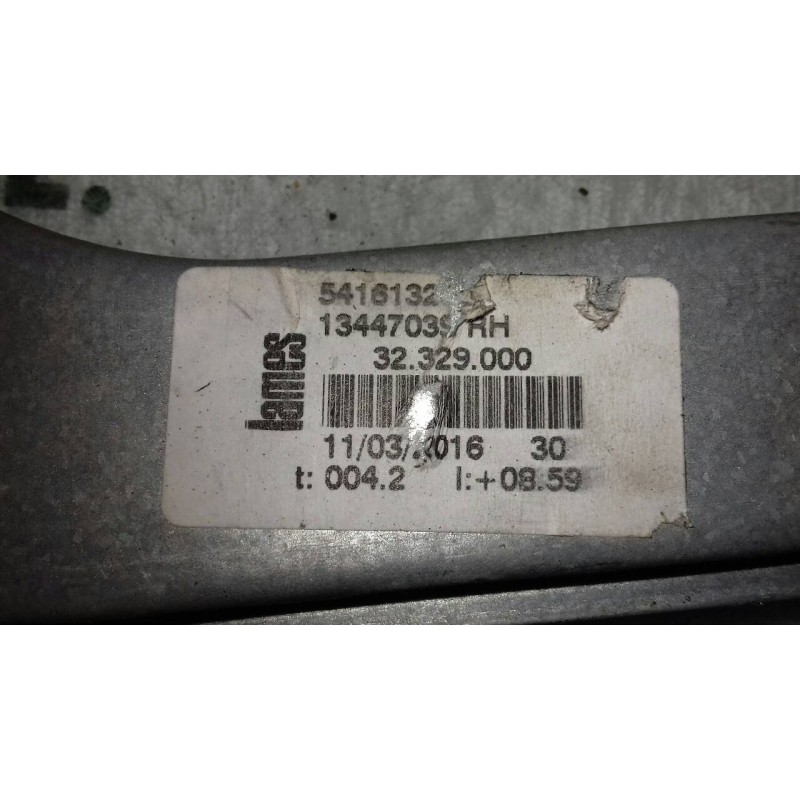 5416132
13447039 RH
32.329.000
lames
11/03/2016 30
t: 004.2 I:+08.59